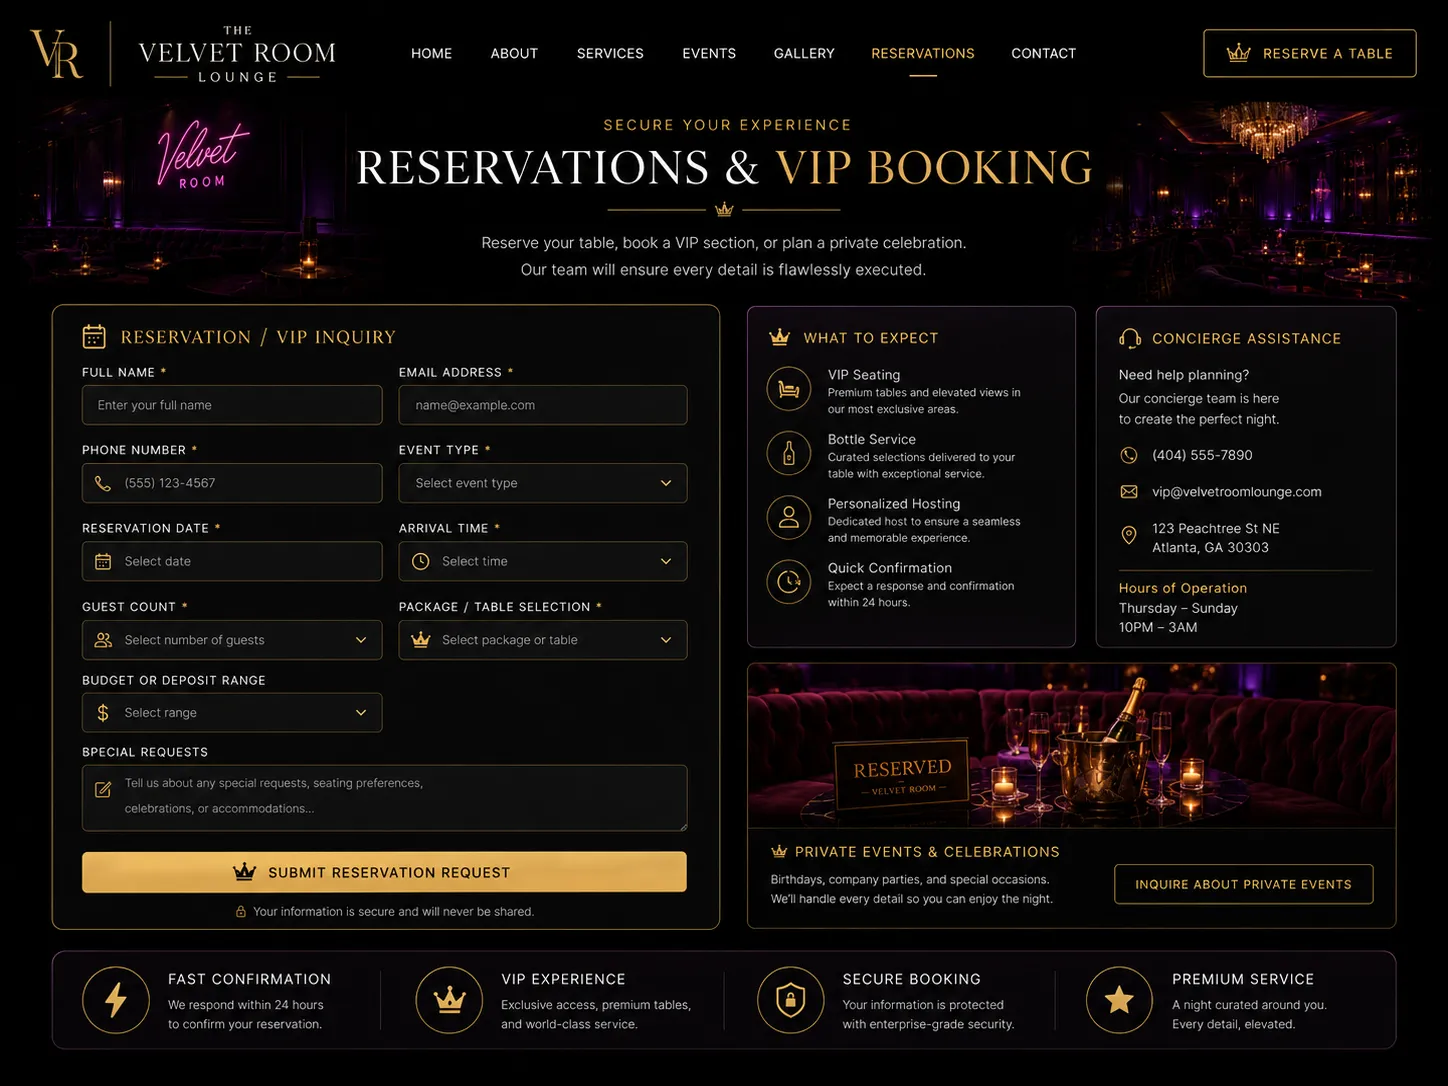 VR
THE
VELVET ROOM
LOUNGE
HOME
ABOUT
SERVICES
EVENTS
GALLERY
RESERVATIONS
CONTACT
RESERVE A TABLE
Velvet
ROOM
SECURE YOUR EXPERIENCE
RESERVATIONS & VIP BOOKING
Reserve your table, book a VIP section, or plan a private celebration.
Our team will ensure every detail is flawlessly executed.
RESERVATION / VIP INQUIRY
FULL NAME *
Enter your full name
EMAIL ADDRESS *
name@example.com
PHONE NUMBER *
(555) 123-4567
EVENT TYPE *
Select event type
RESERVATION DATE *
Select date
ARRIVAL TIME *
Select time
GUEST COUNT *
Select number of guests
PACKAGE / TABLE SELECTION *
Select package or table
BUDGET OR DEPOSIT RANGE
$ Select range
BPECIAL REQUESTS
Tell us about any special requests, seating preferences,
celebrations, or accommodations...
SUBMIT RESERVATION REQUEST
Your information is secure and will never be shared.
WHAT TO EXPECT
VIP Seating
Premium tables and elevated views in
our most exclusive areas.
Bottle Service
Curated selections delivered to your
table with exceptional service.
Personalized Hosting
Dedicated host to ensure a seamless
and memorable experience.
Quick Confirmation
Expect a response and confirmation
within 24 hours.
CONCIERGE ASSISTANCE
Need help planning?
Our concierge team is here
to create the perfect night.
(404) 555-7890
vip@velvetroomlounge.com
123 Peachtree St NE
Atlanta, GA 30303
Hours of Operation
Thursday – Sunday
10PM – 3AM
RESERVED
– VELVET ROOM –
PRIVATE EVENTS & CELEBRATIONS
Birthdays, company parties, and special occasions.
We'll handle every detail so you can enjoy the night.
INQUIRE ABOUT PRIVATE EVENTS
FAST CONFIRMATION
We respond within 24 hours
to confirm your reservation.
VIP EXPERIENCE
Exclusive access, premium tables,
and world-class service.
SECURE BOOKING
Your information is protected
with enterprise-grade security.
PREMIUM SERVICE
A night curated around you.
Every detail, elevated.